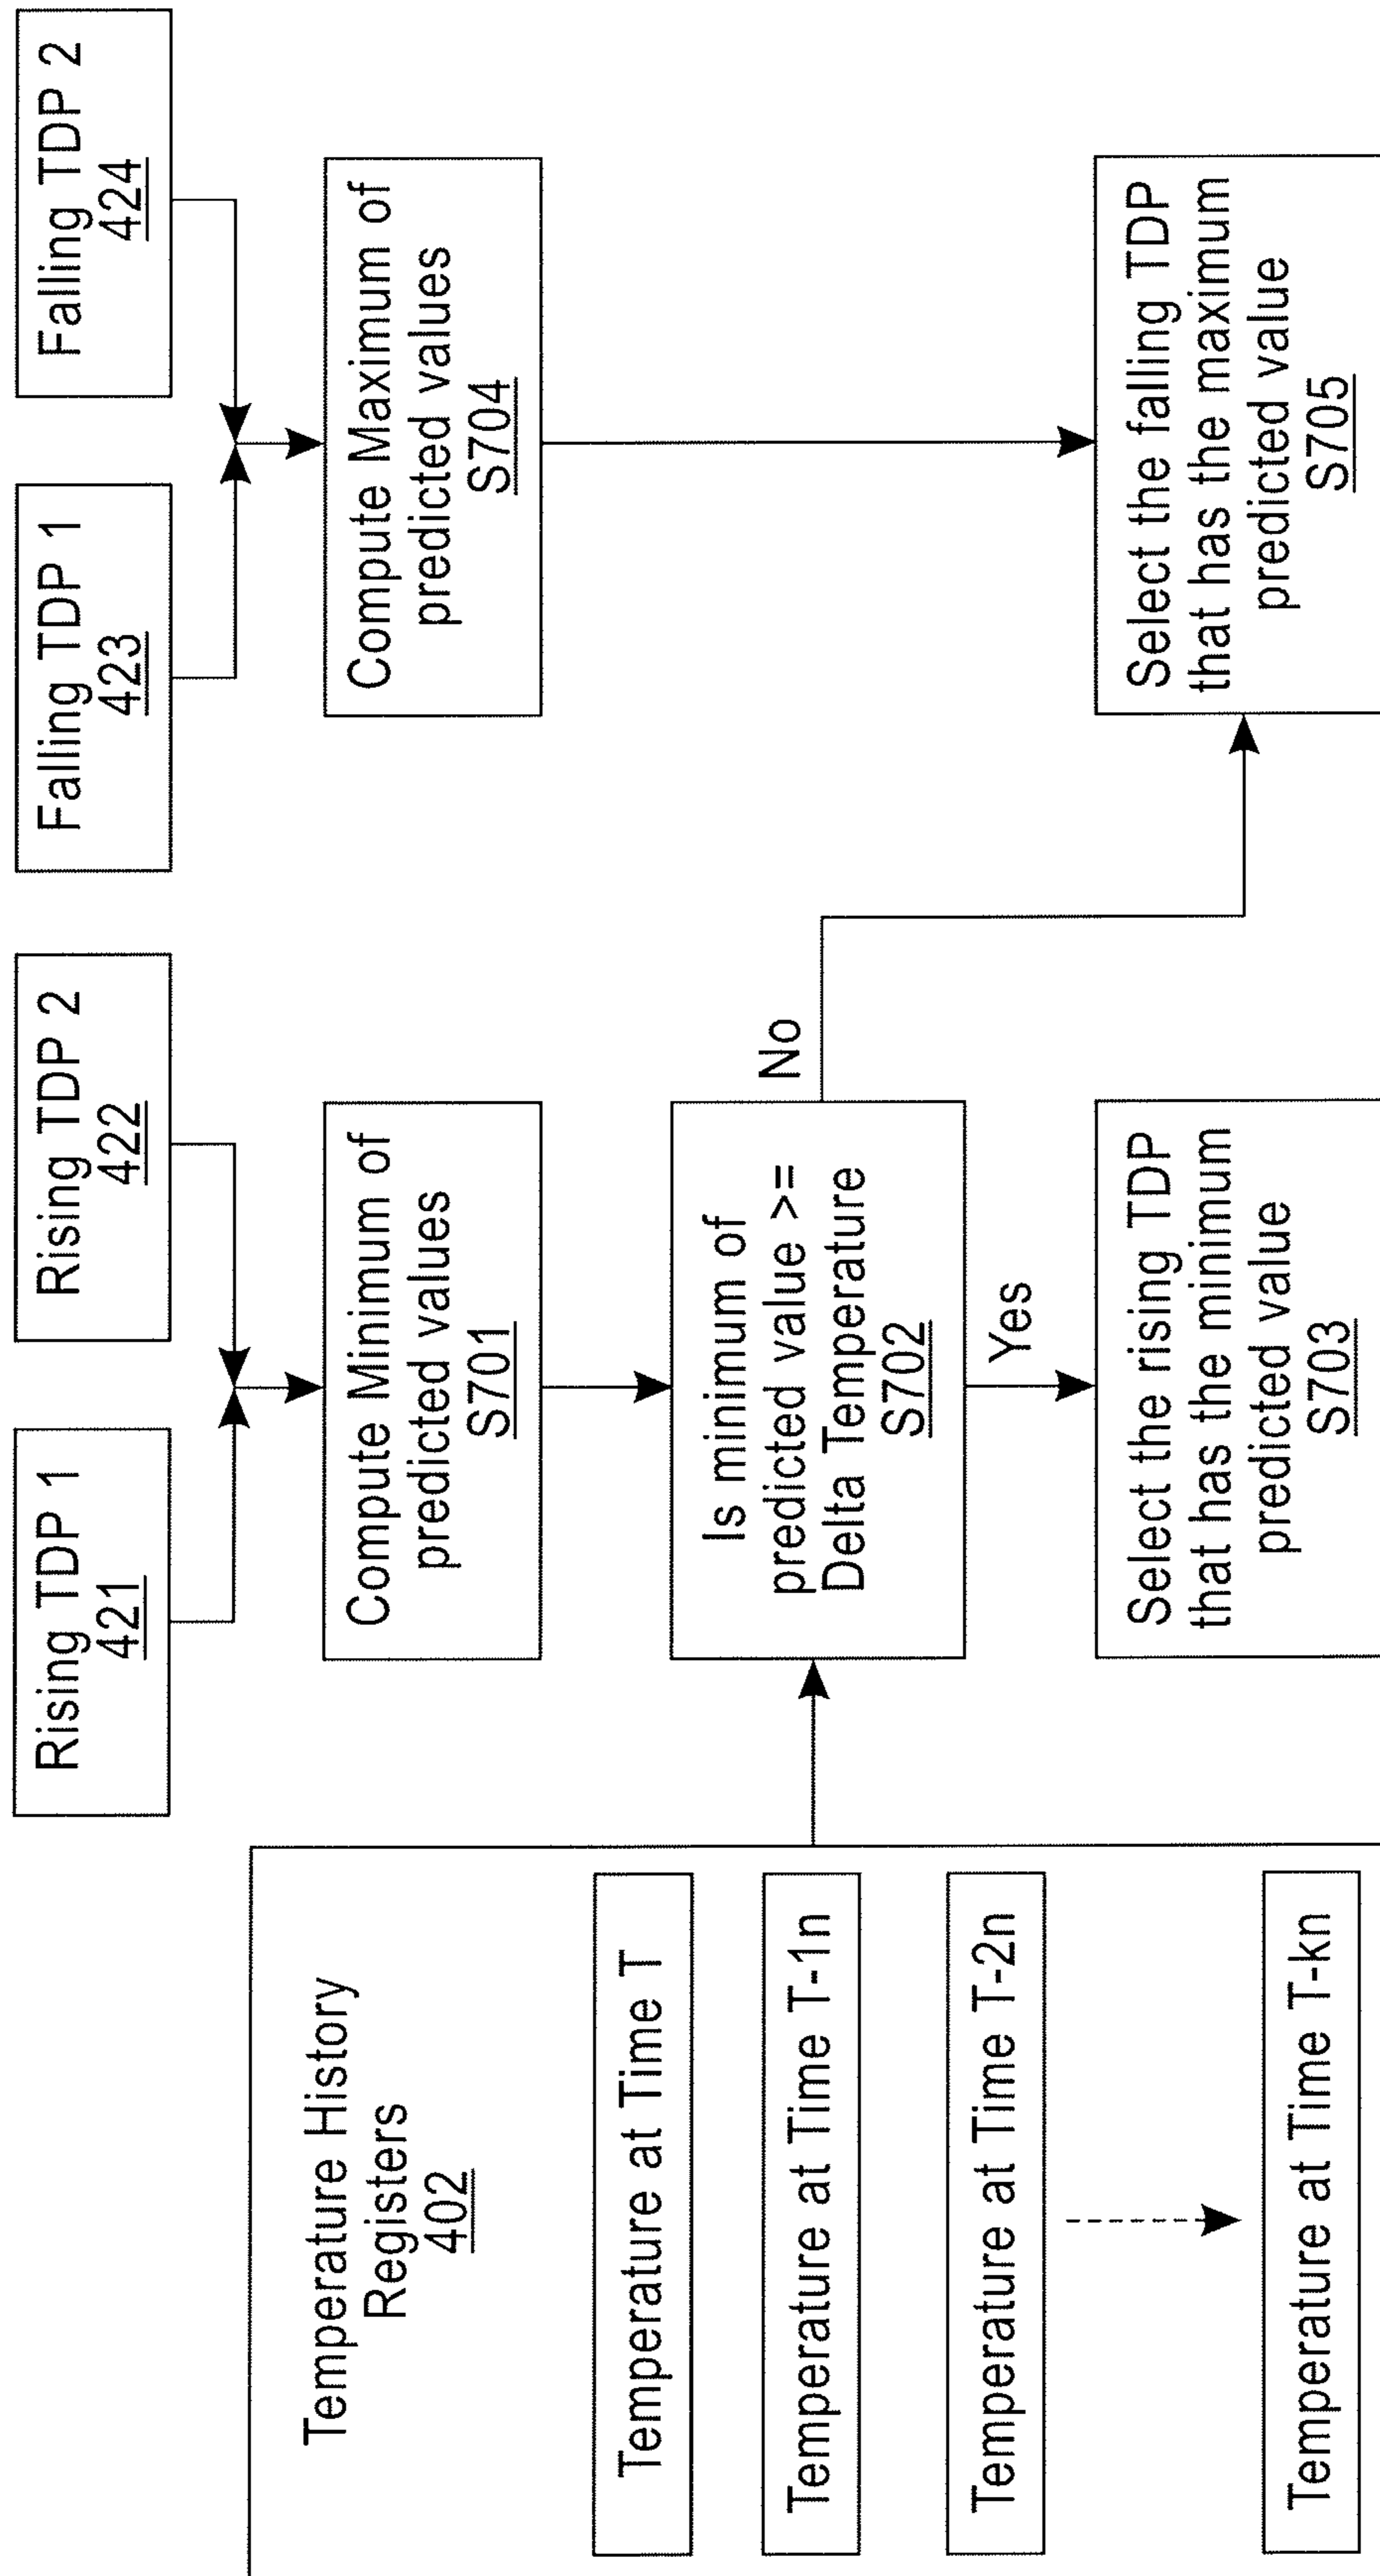 Rising TDP 1
421
Rising TDP 2
422
Falling TDP 1
423
Falling TDP 2
424
Temperature History
Registers
402
Temperature at Time T
Temperature at Time T-1n
Temperature at Time T-2n
Temperature at Time T-kn
Compute Minimum of
predicted values
S701
Compute Maximum of
predicted values
S704
Is minimum of
predicted value >=
Delta Temperature
S702
No
Yes
Select the rising TDP
that has the minimum
predicted value
S703
Select the falling TDP
that has the maximum
predicted value
S705